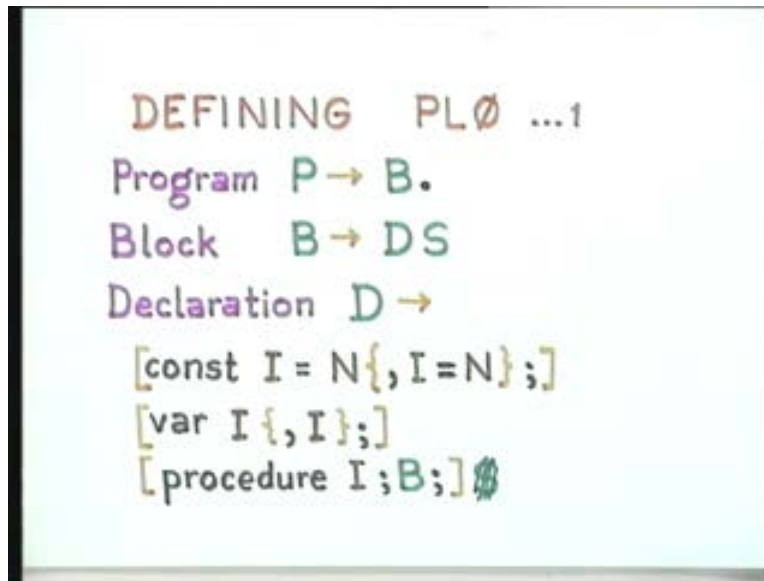 DEFINING PLØ ...1
Program P → B.
Block B → DS
Declaration D →
[const I = N{, I = N};]
[var I {, I};]
[procedure I ; B ;]